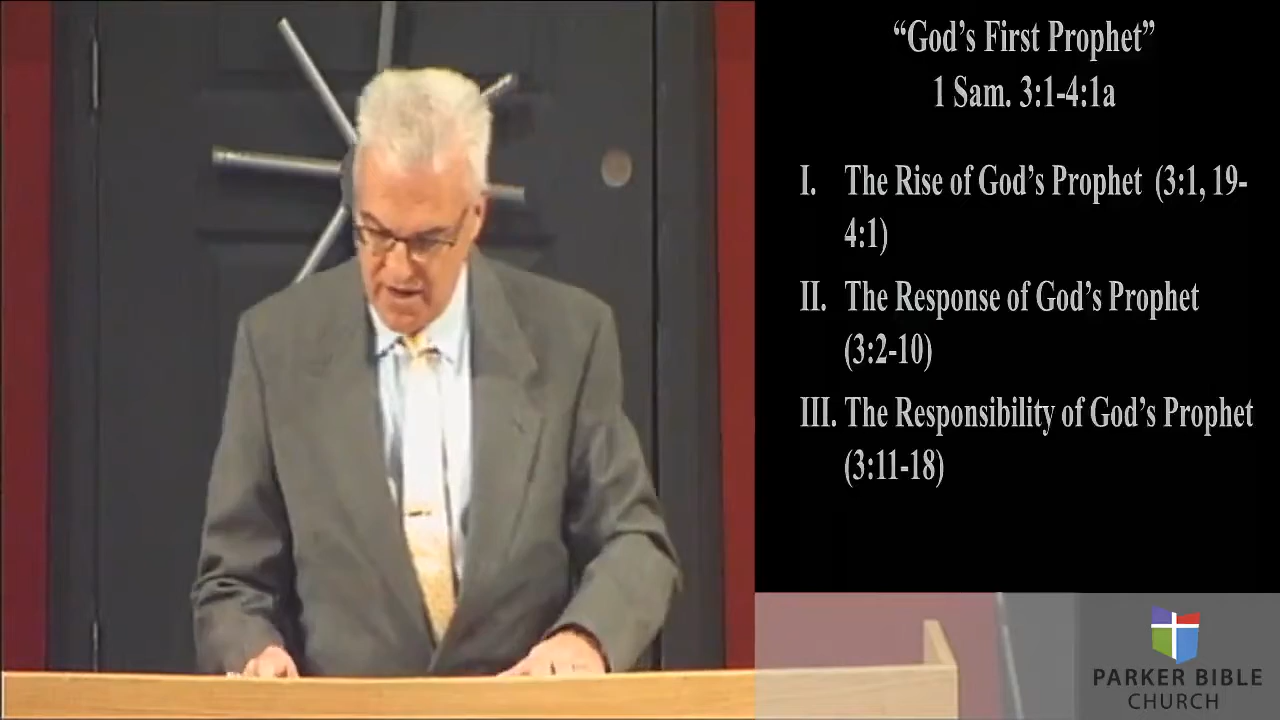 “God’s First Prophet”
1 Sam. 3:1-4:1a
I. The Rise of God’s Prophet (3:1, 19-
4:1)
II. The Response of God’s Prophet
(3:2-10)
III. The Responsibility of God’s Prophet
(3:11-18)
PARKER BIBLE
CHURCH